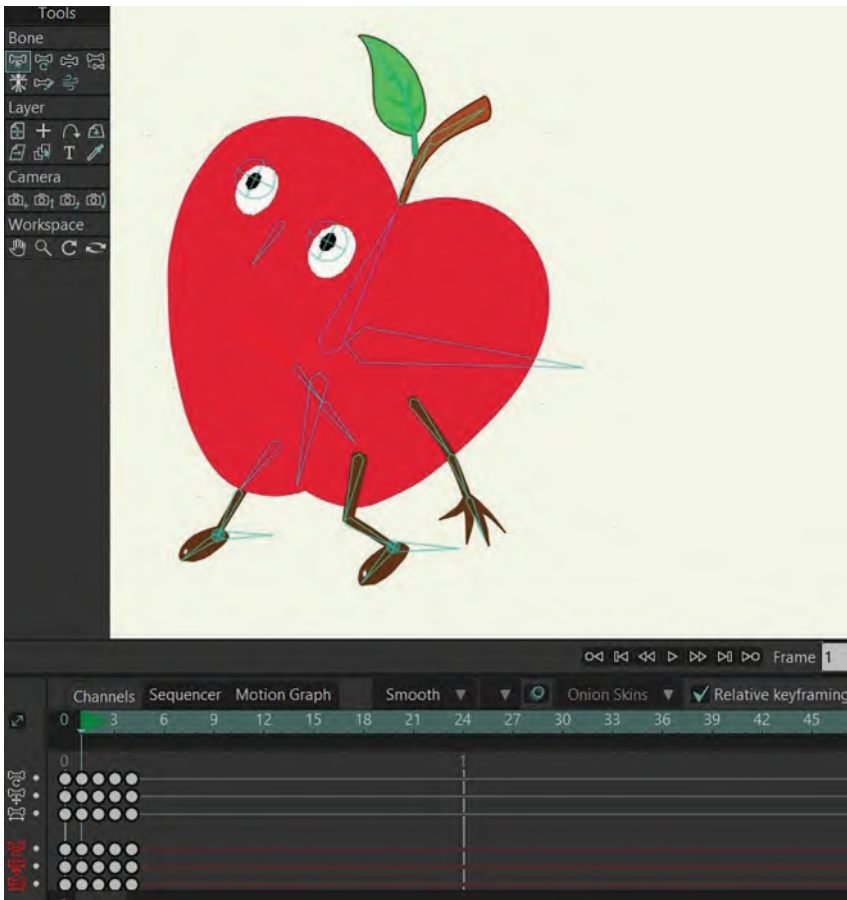 Tools
Bone
Layer
T
Camera
Workspace
Frame 1
Channels Sequencer Motion Graph Smooth Onion Skins Relative keyframing
0 3 6 9 12 15 18 21 24 27 30 33 36 39 42 45
0 1